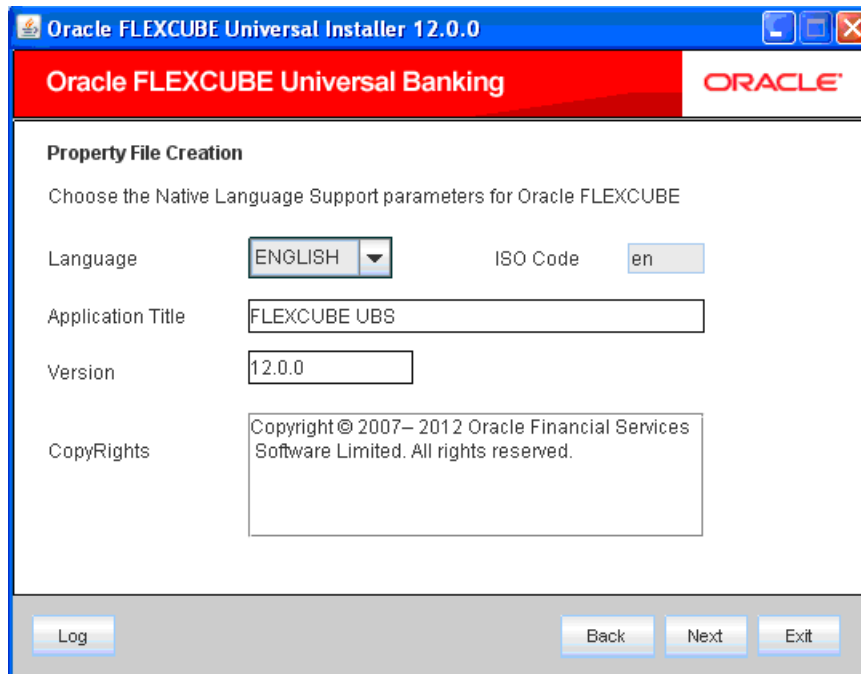 Oracle FLEXCUBE Universal Installer 12.0.0
Oracle FLEXCUBE Universal Banking
ORACLE
Property File Creation
Choose the Native Language Support parameters for Oracle FLEXCUBE
Language
ENGLISH
ISO Code
en
Application Title
FLEXCUBE UBS
Version
12.0.0
CopyRights
Copyright © 2007– 2012 Oracle Financial Services
Software Limited. All rights reserved.
Log
Back
Next
Exit